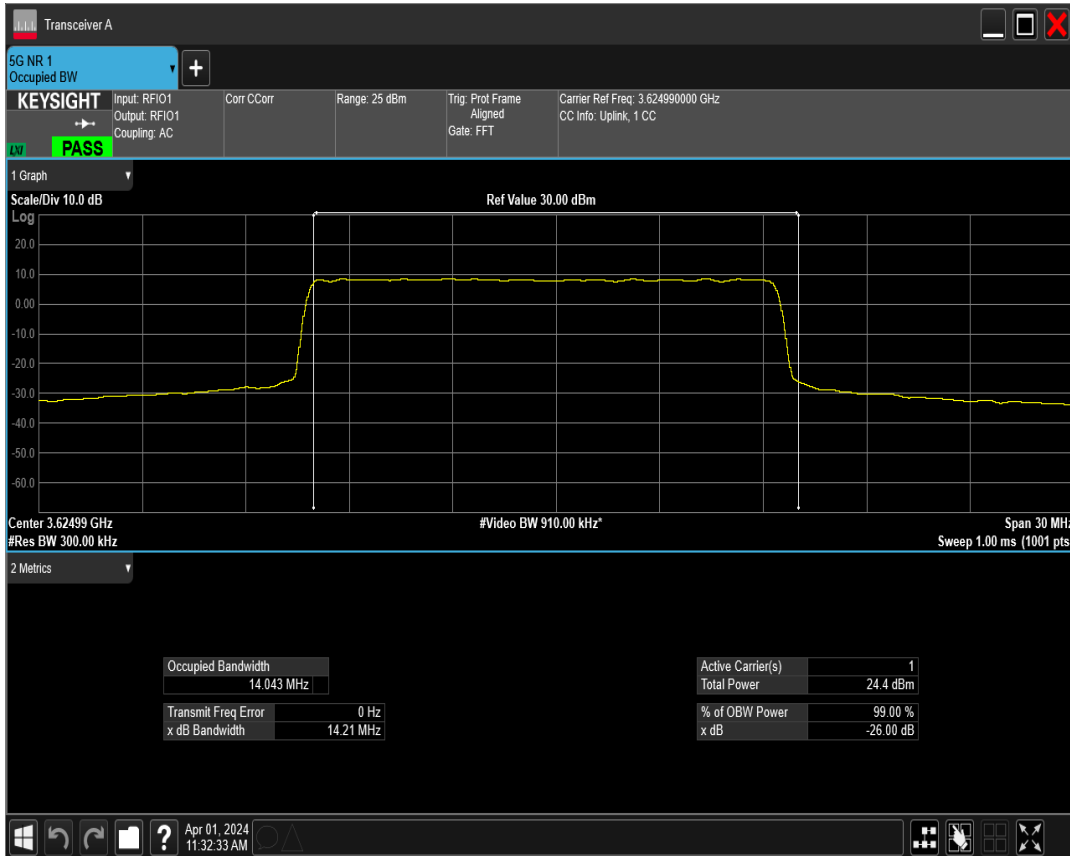 Transceiver A
5G NR 1
Occupied BW
KEYSIGHT
LXI
PASS
Input: RFIO1
Output: RFIO1
Coupling: AC
Corr CCorr
Range: 25 dBm
Trig: Prot Frame
Aligned
Gate: FFT
Carrier Ref Freq: 3.624990000 GHz
CC Info: Uplink, 1 CC
1 Graph
Scale/Div 10.0 dB
Ref Value 30.00 dBm
Log
20.0
10.0
0.00
-10.0
-20.0
-30.0
-40.0
-50.0
-60.0
Center 3.62499 GHz
#Video BW 910.00 kHz*
Span 30 MHz
#Res BW 300.00 kHz
Sweep 1.00 ms (1001 pts
2 Metrics
Occupied Bandwidth
14.043 MHz
Transmit Freq Error 0 Hz
x dB Bandwidth 14.21 MHz
Active Carrier(s) 1
Total Power 24.4 dBm
% of OBW Power 99.00 %
x dB -26.00 dB
?
Apr 01, 2024
11:32:33 AM